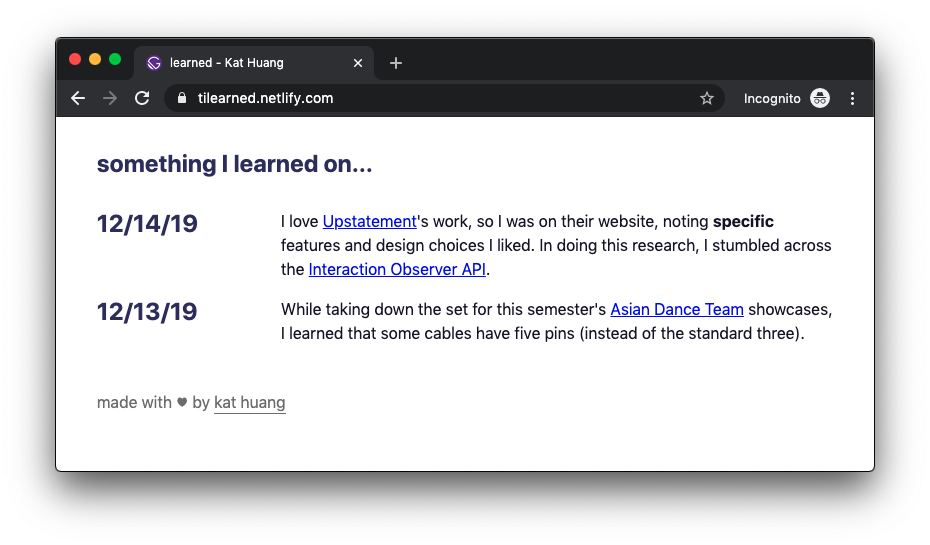 learned - Kat Huang
tilearned.netlify.com
Incognito
something I learned on...
12/14/19
I love Upstatement's work, so I was on their website, noting specific
features and design choices I liked. In doing this research, I stumbled across
the Interaction Observer API.
12/13/19
While taking down the set for this semester's Asian Dance Team showcases,
I learned that some cables have five pins (instead of the standard three).
made with ♥ by kat huang